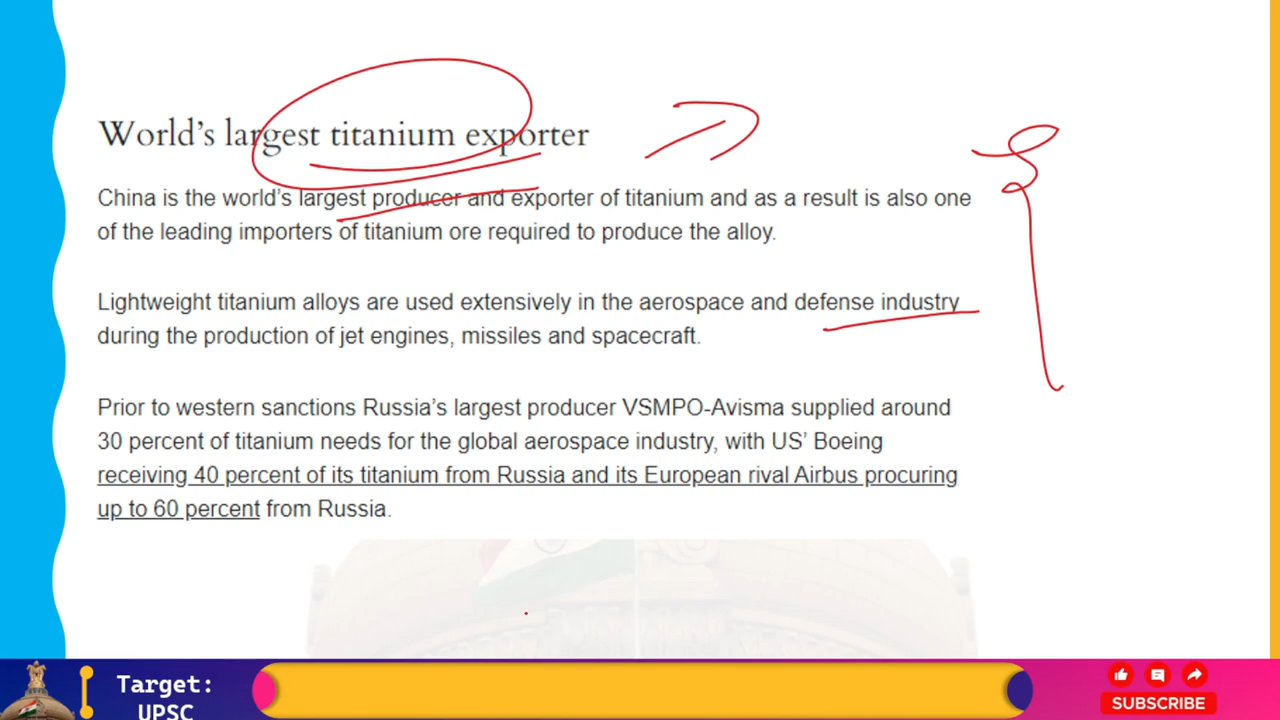 World's largest titanium exporter
China is the world's largest producer and exporter of titanium and as a result is also one
of the leading importers of titanium ore required to produce the alloy.
Lightweight titanium alloys are used extensively in the aerospace and defense industry
during the production of jet engines, missiles and spacecraft.
Prior to western sanctions Russia's largest producer VSMPO-Avisma supplied around
30 percent of titanium needs for the global aerospace industry, with US' Boeing
receiving 40 percent of its titanium from Russia and its European rival Airbus procuring
up to 60 percent from Russia.
Target:
UPSC
SUBSCRIBE